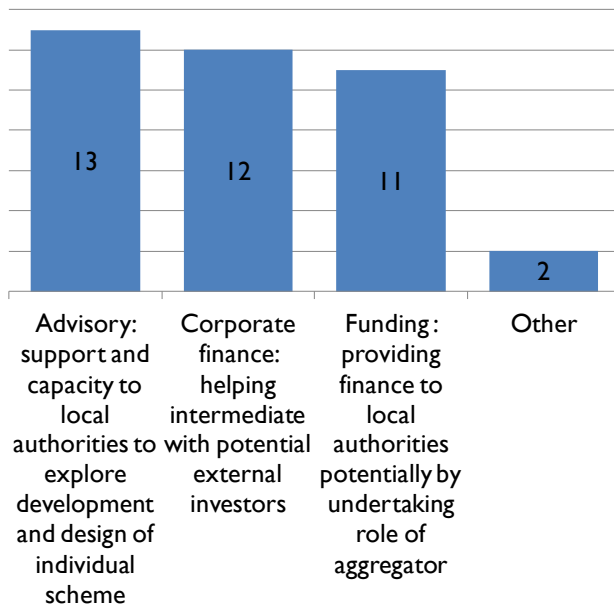 13
12
11
2
Advisory:
support and
capacity to
local
authorities to
explore
development
and design of
individual
scheme
Corporate
finance:
helping
intermediate
with potential
external
investors
Funding :
providing
finance to
local
authorities
potentially by
undertaking
role of
aggregator
Other